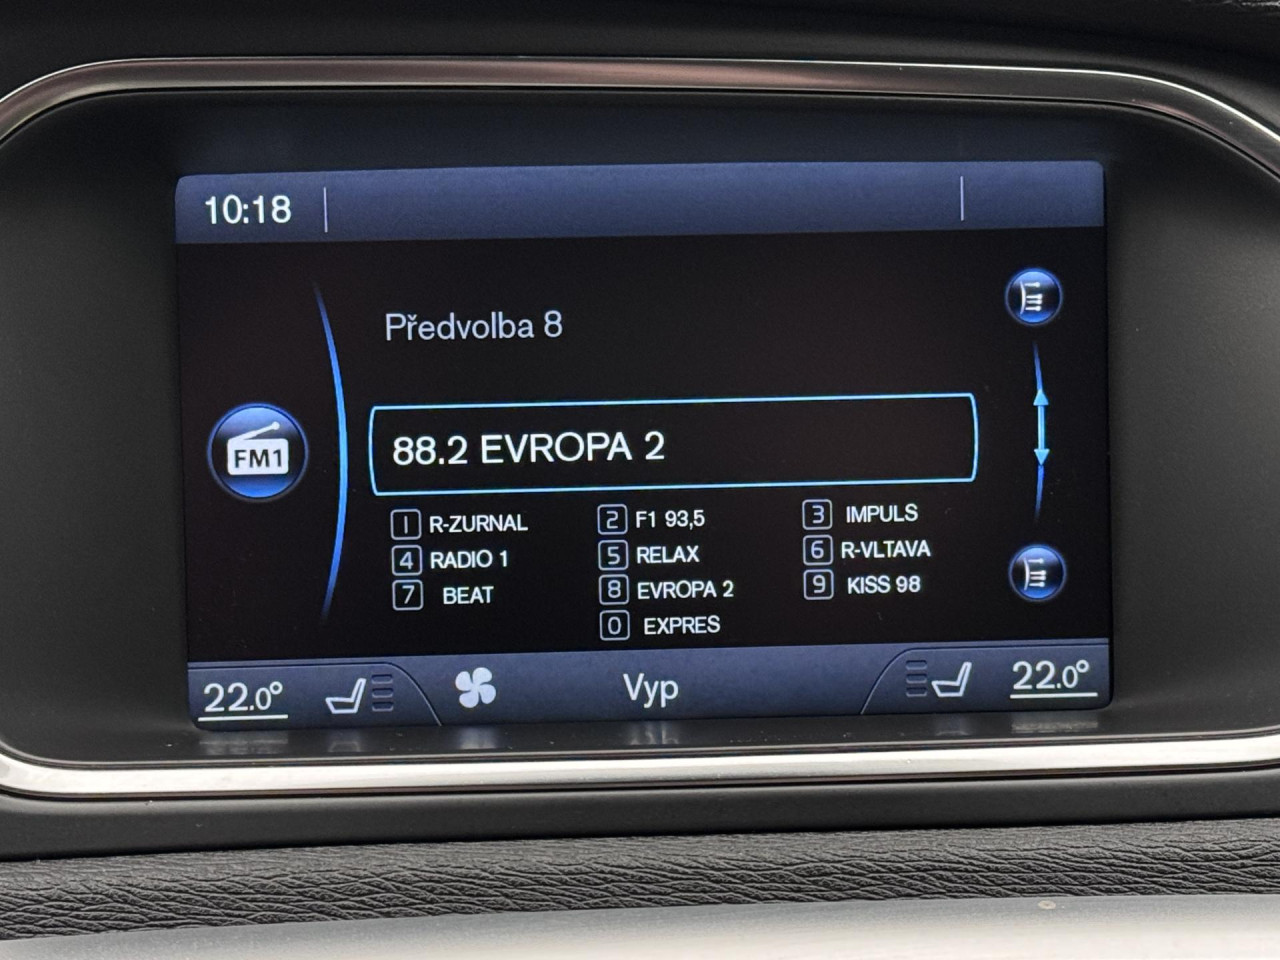 10:18
Předvolba 8
FM1
88.2 EVROPA 2
1 R-ZURNAL 2 F1 93,5 3 IMPULS
4 RADIO 1 5 RELAX 6 R-VLTAVA
7 BEAT 8 EVROPA 2 9 KISS 98
0 EXPRES
22.0° Vyp 22.0°